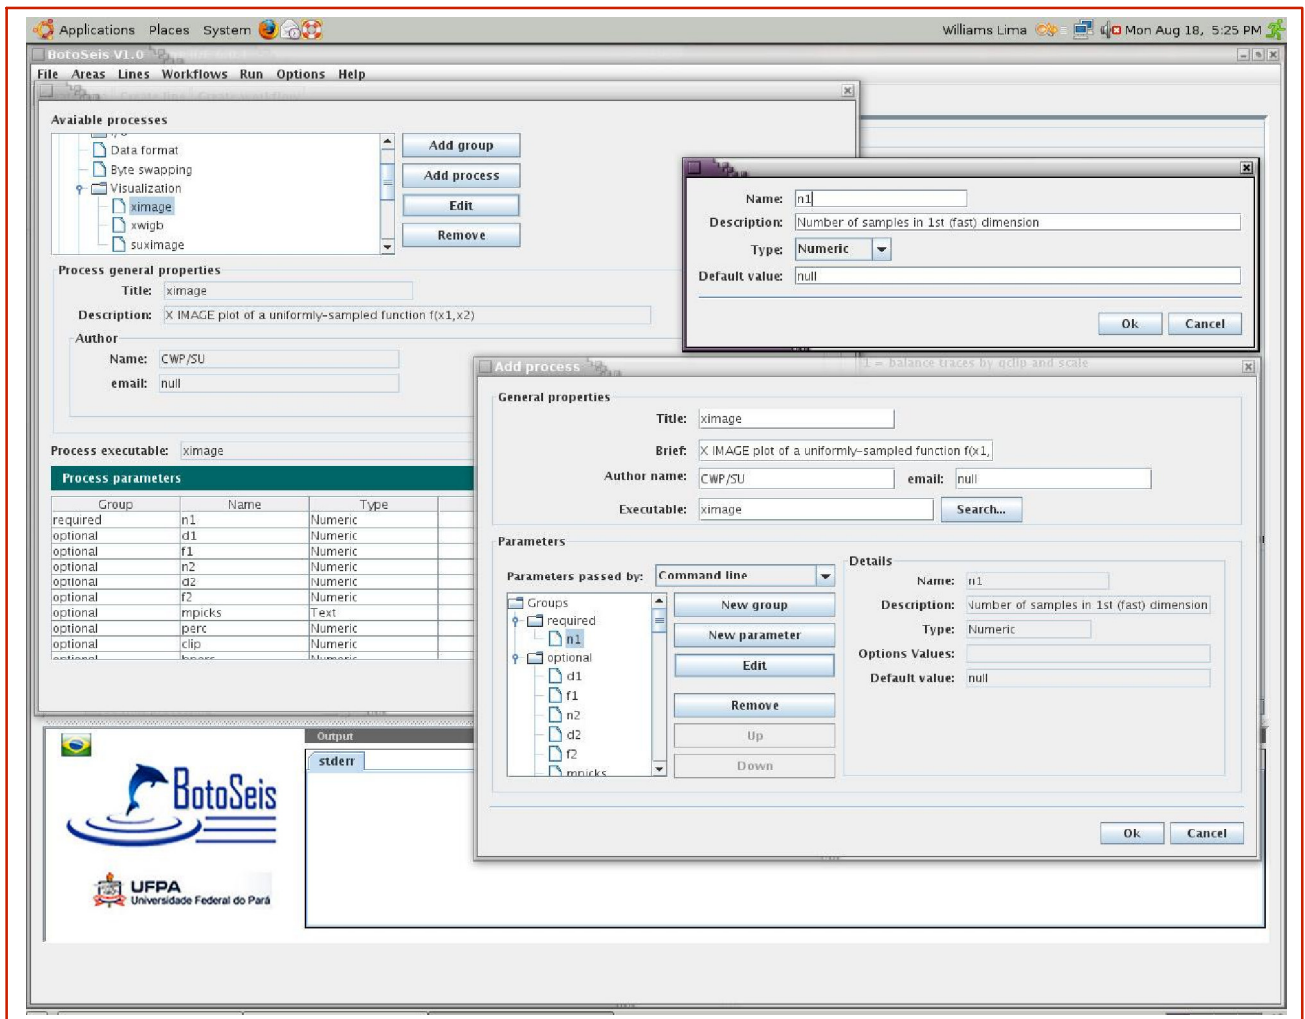 Applications Places System Williams Lima Mon Aug 18, 5:25 PM
BotoSeis V1.0
File Areas Lines Workflows Run Options Help
Avaiable processes
Data format
Byte swapping
Visualization
ximage
xwigb
suximage
Add group
Add process
Edit
Remove
Process general properties
Title: ximage
Description: X IMAGE plot of a uniformly-sampled function f(x1,x2)
Author
Name: CWP/SU
email: null
Process executable: ximage
Process parameters
Group Name Type
required n1 Numeric
optional d1 Numeric
optional f1 Numeric
optional n2 Numeric
optional d2 Numeric
optional f2 Numeric
optional mpicks Text
optional perc Numeric
optional clip Numeric
Name: n1
Description: Number of samples in 1st (fast) dimension
Type: Numeric
Default value: null
Ok Cancel
1 = balance traces by qclip and scale
Add process
General properties
Title: ximage
Brief: X IMAGE plot of a uniformly-sampled function f(x1,
Author name: CWP/SU email: null
Executable: ximage Search...
Parameters
Parameters passed by: Command line
Groups
required
n1
optional
d1
f1
n2
d2
f2
mpicks
New group
New parameter
Edit
Remove
Up
Down
Details
Name: n1
Description: Number of samples in 1st (fast) dimension
Type: Numeric
Options Values:
Default value: null
Ok Cancel
Output
stderr
BotoSeis
UFPA
Universidade Federal do Pará